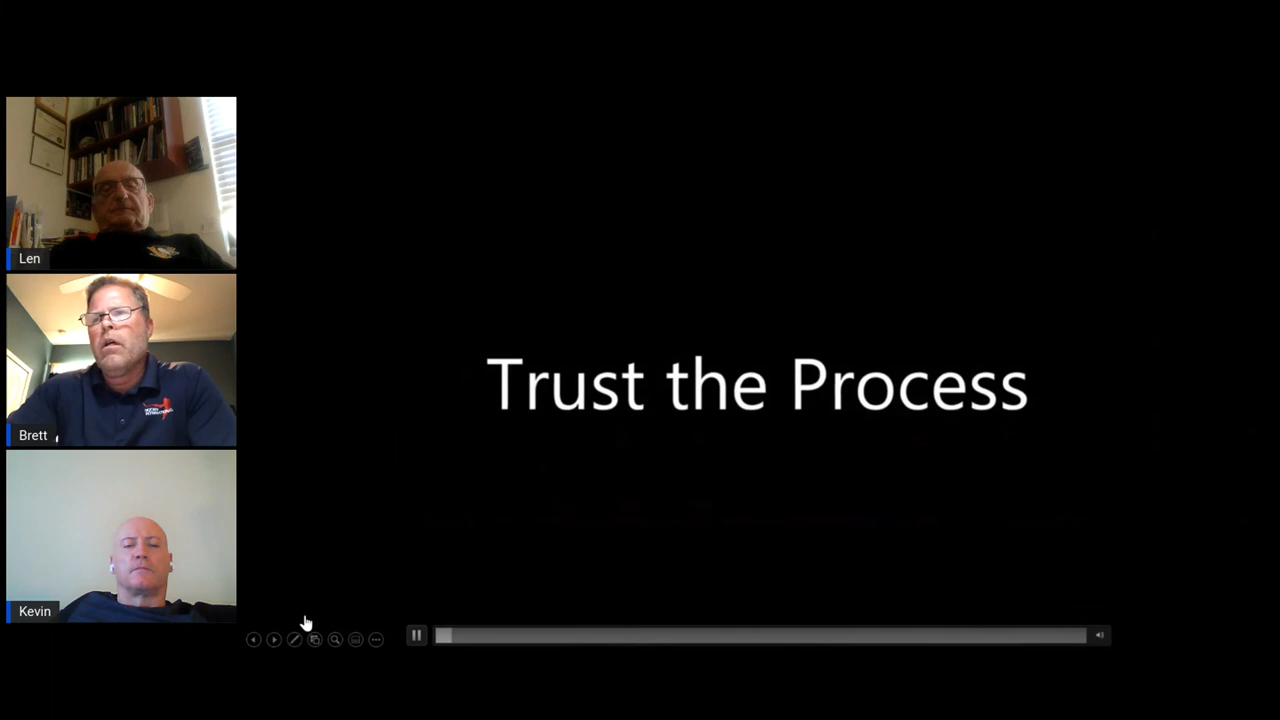 Len
Brett
Kevin
Trust the Process